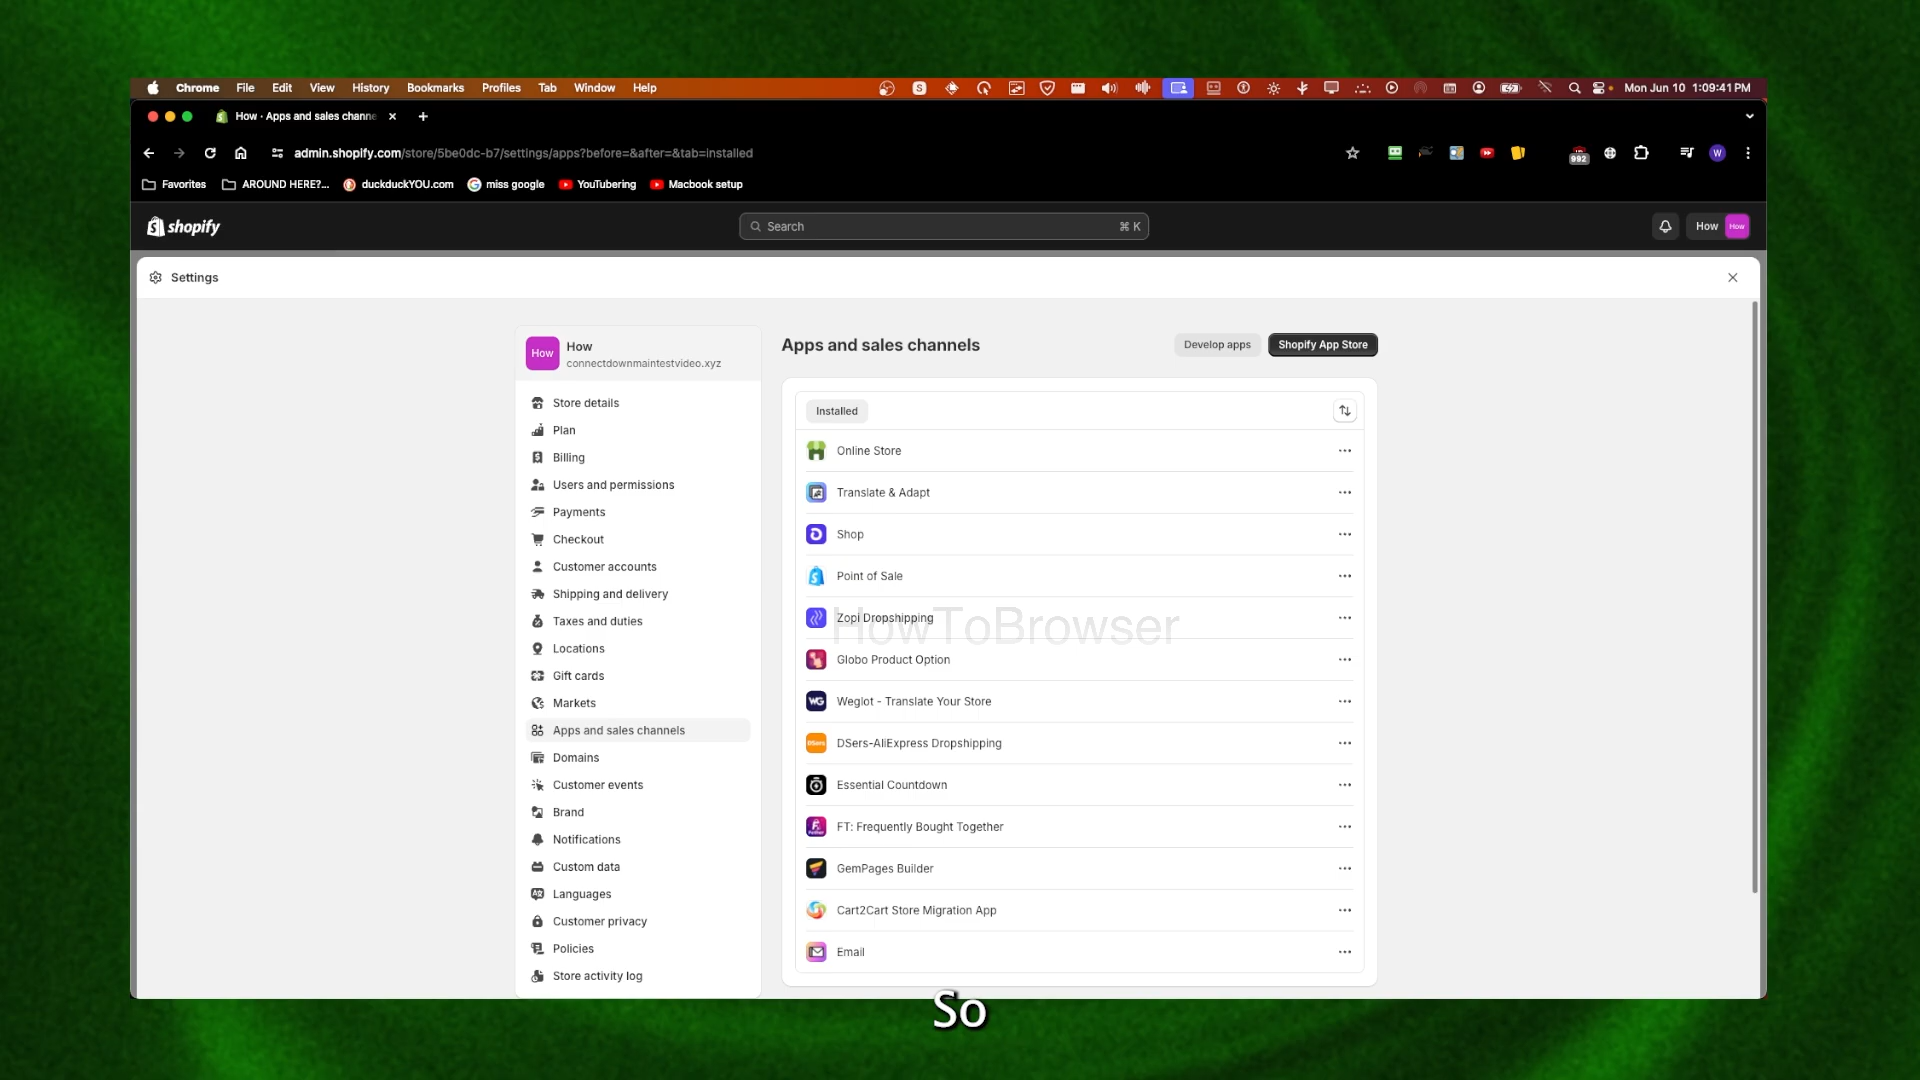 Chrome File Edit View History Bookmarks Profiles Tab Window Help Mon Jun 10 1:09:41 PM
How · Apps and sales channe
admin.shopify.com/store/5be0dc-b7/settings/apps?before=&after=&tab=installed
992
W
Favorites AROUND HERE?... duckduckYOU.com miss google YouTubering Macbook setup
shopify
Search ⌘ K
How How
Settings
How
How
connectdownmaintestvideo.xyz
Store details
Plan
Billing
Users and permissions
Payments
Checkout
Customer accounts
Shipping and delivery
Taxes and duties
Locations
Gift cards
Markets
Apps and sales channels
Domains
Customer events
Brand
Notifications
Custom data
Languages
Customer privacy
Policies
Store activity log
Apps and sales channels
Develop apps Shopify App Store
Installed
Online Store
Translate & Adapt
Shop
Point of Sale
Zopi Dropshipping
HowToBrowser
Globo Product Option
WG Weglot - Translate Your Store
DSers DSers-AliExpress Dropshipping
Essential Countdown
FT: Frequently Bought Together
GemPages Builder
Cart2Cart Store Migration App
Email
So